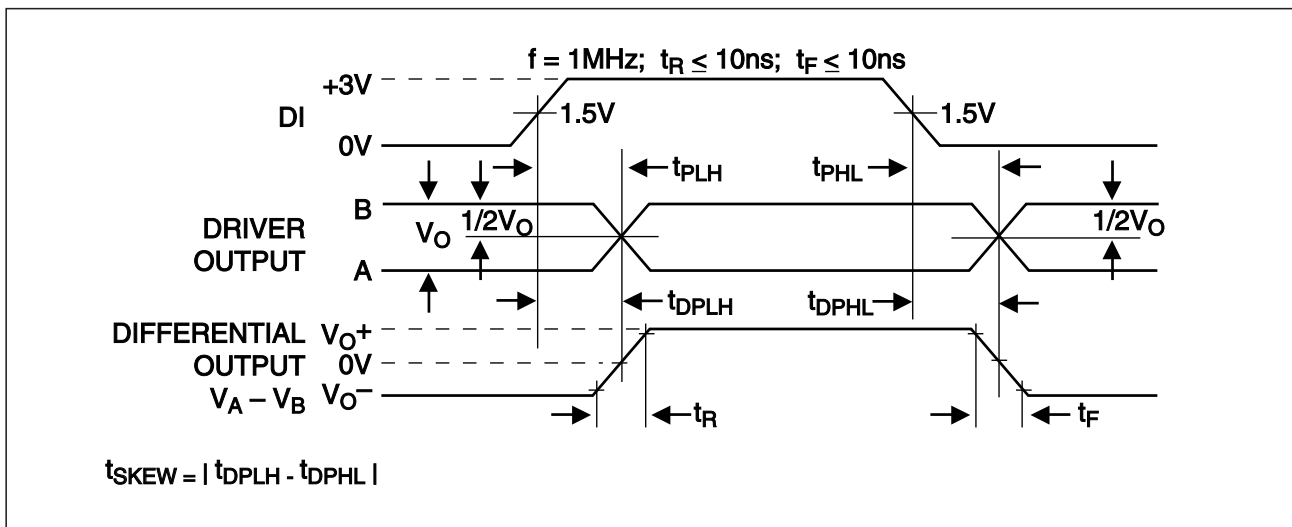 f = 1MHz; tR ≤ 10ns; tF ≤ 10ns
+3V
DI
1.5V
1.5V
0V
tPLH
tPHL
B
DRIVER
OUTPUT
VO
1/2VO
1/2VO
A
tDPLH
tDPHL
DIFFERENTIAL
OUTPUT
VA – VB
VO+
0V
VO–
tR
tF
tSKEW = | tDPLH - tDPHL |